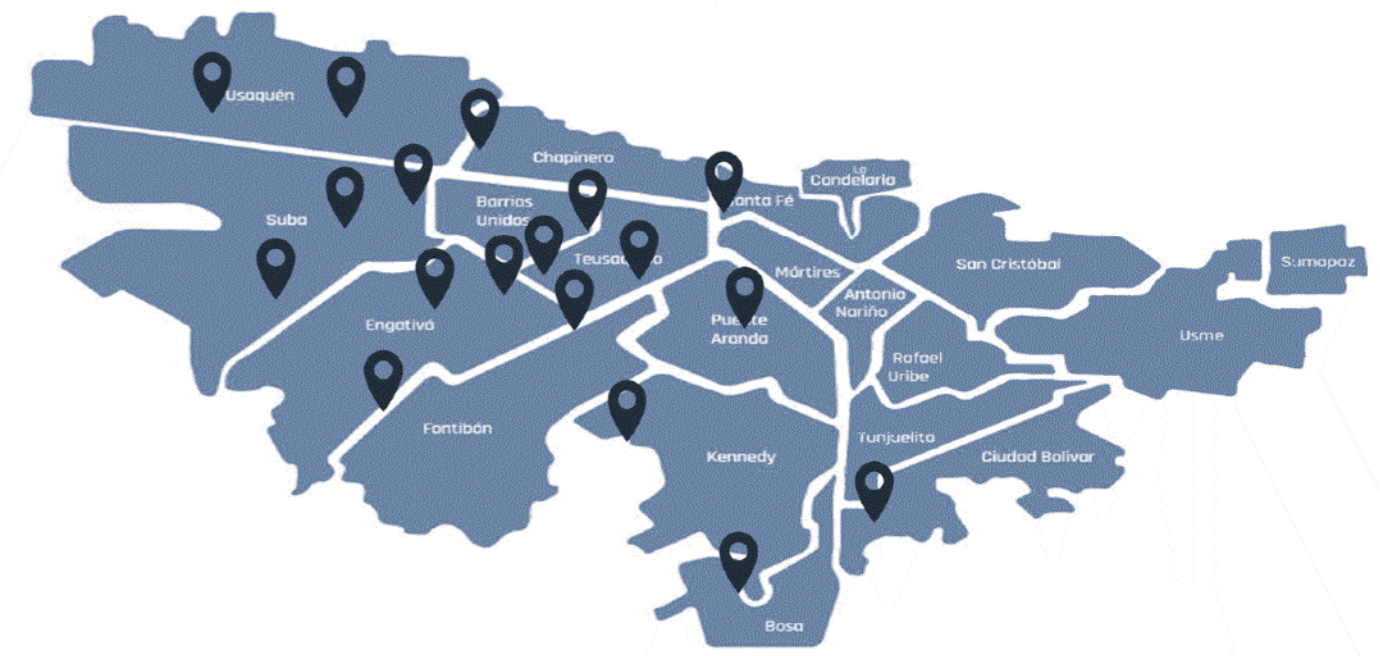 Usaquén
Chapinero
La
Candelaria
Barrios
Unidos
Suba
Fé
San Cristóbal
Sumapaz
Mártires
Antonio
Nariño
Engativá
Aranda
Usme
Rafael
Uribe
Fontibón
Tunjuelito
Kennedy
Ciudad Bolivar
Bosa